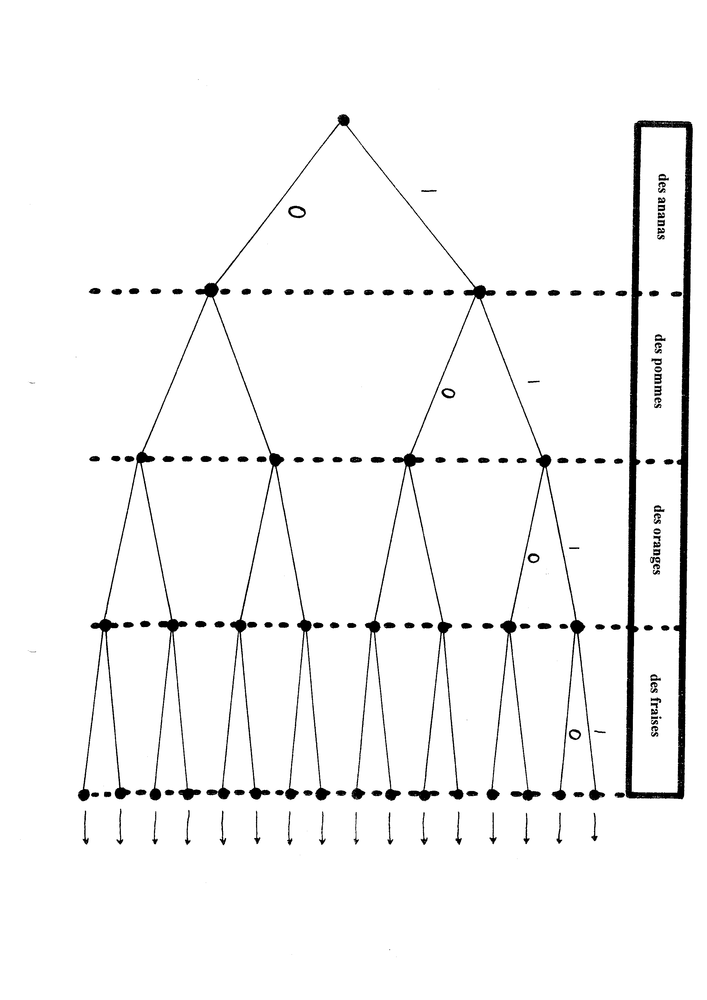 des ananas
des pommes
des oranges
des fraises
1
0
1
0
1
0
1
0